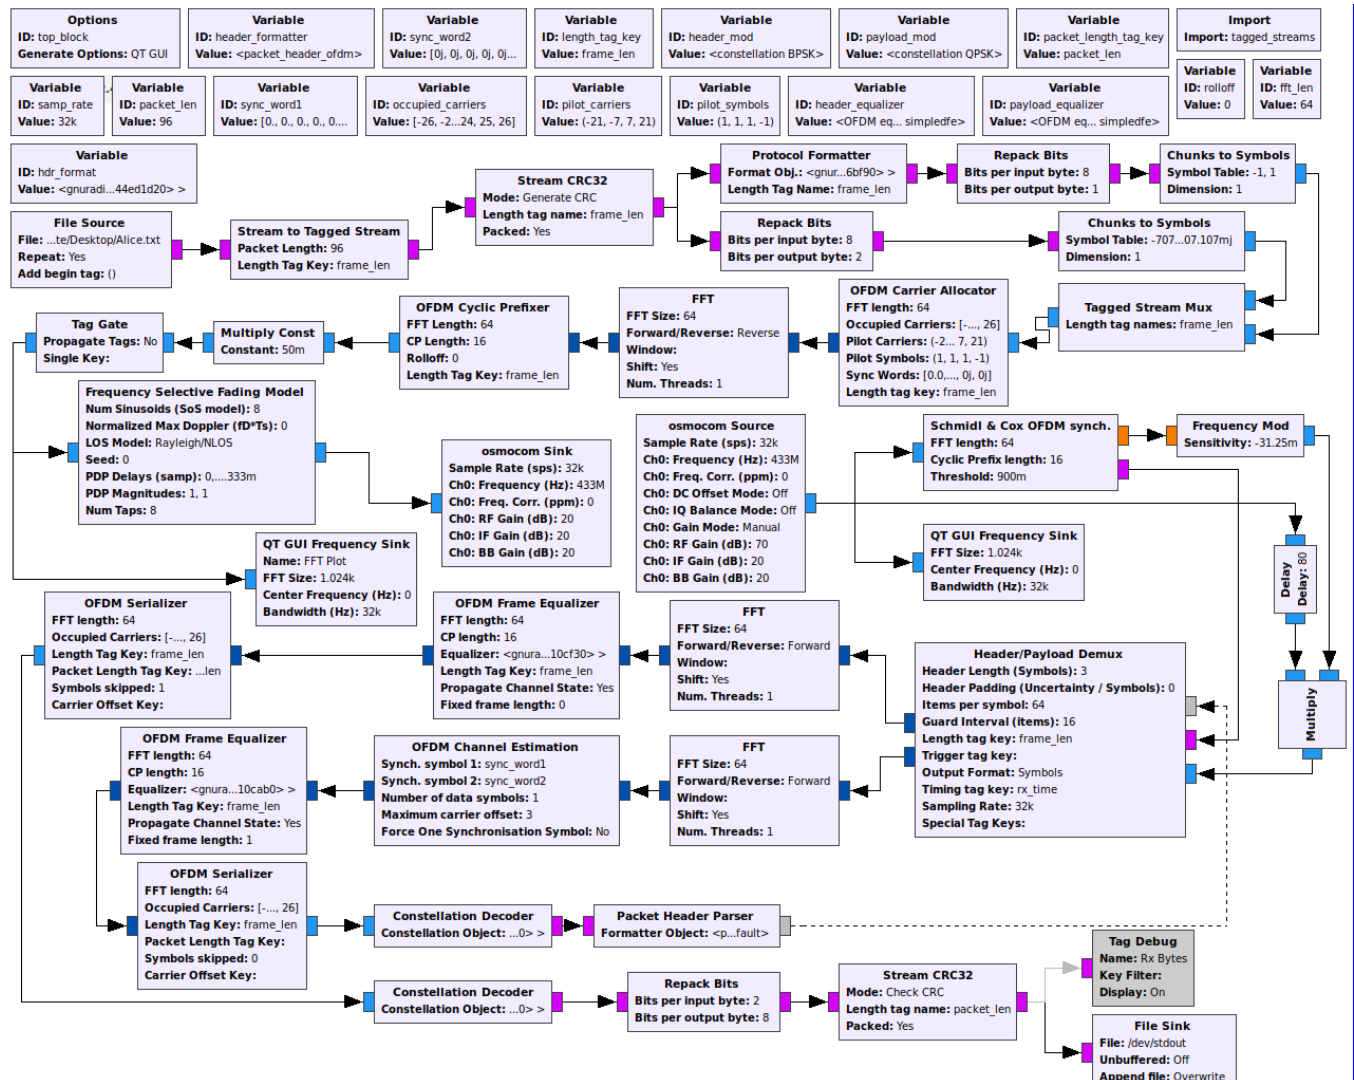 Options
ID: top_block
Generate Options: QT GUI
Variable
ID: header_formatter
Value: <packet_header_ofdm>
Variable
ID: sync_word2
Value: [0j, 0j, 0j, 0j, 0j...
Variable
ID: length_tag_key
Value: frame_len
Variable
ID: header_mod
Value: <constellation BPSK>
Variable
ID: payload_mod
Value: <constellation QPSK>
Variable
ID: packet_length_tag_key
Value: packet_len
Import
Import: tagged_streams
Variable
ID: samp_rate
Value: 32k
Variable
ID: packet_len
Value: 96
Variable
ID: sync_word1
Value: [0., 0., 0., 0., 0....
Variable
ID: occupied_carriers
Value: [-26, -2...24, 25, 26]
Variable
ID: pilot_carriers
Value: (-21, -7, 7, 21)
Variable
ID: pilot_symbols
Value: (1, 1, 1, -1)
Variable
ID: header_equalizer
Value: <OFDM eq... simpledfe>
Variable
ID: payload_equalizer
Value: <OFDM eq... simpledfe>
Variable
ID: rolloff
Value: 0
Variable
ID: fft_len
Value: 64
Variable
ID: hdr_format
Value: <gnuradi...44ed1d20> >
File Source
File: ...te/Desktop/Alice.txt
Repeat: Yes
Add begin tag: ()
Stream to Tagged Stream
Packet Length: 96
Length Tag Key: frame_len
Stream CRC32
Mode: Generate CRC
Length tag name: frame_len
Packed: Yes
Protocol Formatter
Format Obj.: <gnur...6bf90> >
Length Tag Name: frame_len
Repack Bits
Bits per input byte: 8
Bits per output byte: 1
Chunks to Symbols
Symbol Table: -1, 1
Dimension: 1
Repack Bits
Bits per input byte: 8
Bits per output byte: 2
Chunks to Symbols
Symbol Table: -707...07.107mj
Dimension: 1
Tag Gate
Propagate Tags: No
Single Key:
Multiply Const
Constant: 50m
OFDM Cyclic Prefixer
FFT Length: 64
CP Length: 16
Rolloff: 0
Length Tag Key: frame_len
FFT
FFT Size: 64
Forward/Reverse: Reverse
Window:
Shift: Yes
Num. Threads: 1
OFDM Carrier Allocator
FFT length: 64
Occupied Carriers: [-..., 26]
Pilot Carriers: (-2... 7, 21)
Pilot Symbols: (1, 1, 1, -1)
Sync Words: [0.0,..., 0j, 0j]
Length tag key: frame_len
Tagged Stream Mux
Length tag names: frame_len
Frequency Selective Fading Model
Num Sinusoids (SoS model): 8
Normalized Max Doppler (fD*Ts): 0
LOS Model: Rayleigh/NLOS
Seed: 0
PDP Delays (samp): 0,....333m
PDP Magnitudes: 1, 1
Num Taps: 8
osmocom Sink
Sample Rate (sps): 32k
Ch0: Frequency (Hz): 433M
Ch0: Freq. Corr. (ppm): 0
Ch0: RF Gain (dB): 20
Ch0: IF Gain (dB): 20
Ch0: BB Gain (dB): 20
osmocom Source
Sample Rate (sps): 32k
Ch0: Frequency (Hz): 433M
Ch0: Freq. Corr. (ppm): 0
Ch0: DC Offset Mode: Off
Ch0: IQ Balance Mode: Off
Ch0: Gain Mode: Manual
Ch0: RF Gain (dB): 70
Ch0: IF Gain (dB): 20
Ch0: BB Gain (dB): 20
Schmidl & Cox OFDM synch.
FFT length: 64
Cyclic Prefix length: 16
Threshold: 900m
Frequency Mod
Sensitivity: -31.25m
QT GUI Frequency Sink
Name: FFT Plot
FFT Size: 1.024k
Center Frequency (Hz): 0
Bandwidth (Hz): 32k
QT GUI Frequency Sink
FFT Size: 1.024k
Center Frequency (Hz): 0
Bandwidth (Hz): 32k
Delay
Delay: 80
OFDM Serializer
FFT length: 64
Occupied Carriers: [-..., 26]
Length Tag Key: frame_len
Packet Length Tag Key: ...len
Symbols skipped: 1
Carrier Offset Key:
OFDM Frame Equalizer
FFT length: 64
CP length: 16
Equalizer: <gnura...10cf30> >
Length Tag Key: frame_len
Propagate Channel State: Yes
Fixed frame length: 0
FFT
FFT Size: 64
Forward/Reverse: Forward
Window:
Shift: Yes
Num. Threads: 1
Header/Payload Demux
Header Length (Symbols): 3
Header Padding (Uncertainty / Symbols): 0
Items per symbol: 64
Guard Interval (items): 16
Length tag key: frame_len
Trigger tag key:
Output Format: Symbols
Timing tag key: rx_time
Sampling Rate: 32k
Special Tag Keys:
Multiply
OFDM Frame Equalizer
FFT length: 64
CP length: 16
Equalizer: <gnura...10cab0> >
Length Tag Key: frame_len
Propagate Channel State: Yes
Fixed frame length: 1
OFDM Channel Estimation
Synch. symbol 1: sync_word1
Synch. symbol 2: sync_word2
Number of data symbols: 1
Maximum carrier offset: 3
Force One Synchronisation Symbol: No
FFT
FFT Size: 64
Forward/Reverse: Forward
Window:
Shift: Yes
Num. Threads: 1
OFDM Serializer
FFT length: 64
Occupied Carriers: [-..., 26]
Length Tag Key: frame_len
Packet Length Tag Key:
Symbols skipped: 0
Carrier Offset Key:
Constellation Decoder
Constellation Object: ...0> >
Packet Header Parser
Formatter Object: <p...fault>
Constellation Decoder
Constellation Object: ...0> >
Repack Bits
Bits per input byte: 2
Bits per output byte: 8
Stream CRC32
Mode: Check CRC
Length tag name: packet_len
Packed: Yes
Tag Debug
Name: Rx Bytes
Key Filter:
Display: On
File Sink
File: /dev/stdout
Unbuffered: Off
Append file: Overwrite